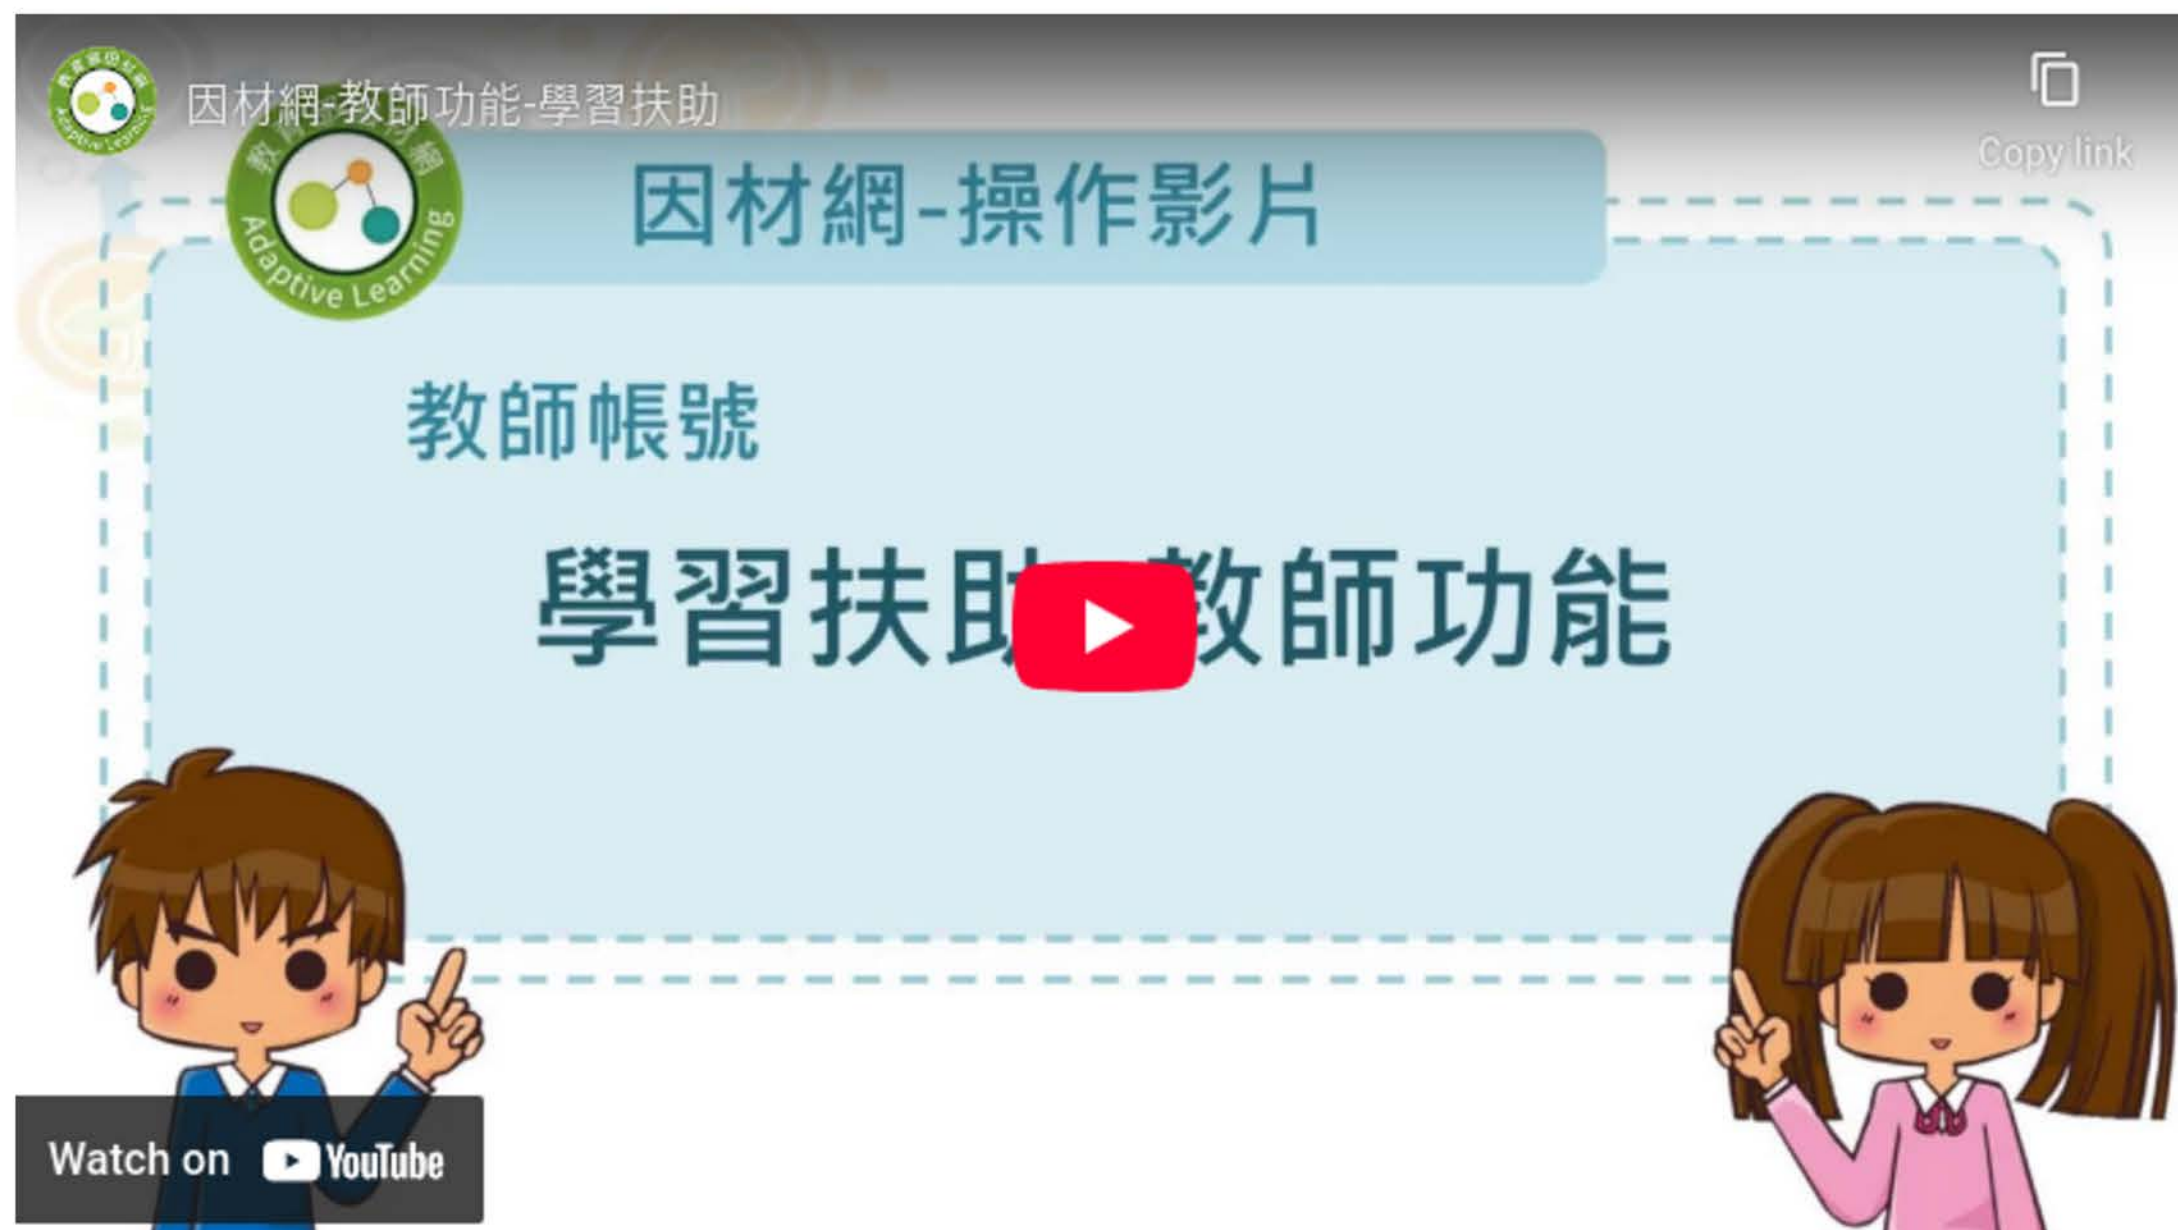 因材網-教師功能-學習扶助
Copy link
因材網-操作影片
Adaptive Learning
教師帳號
學習扶助 教師功能
Watch on YouTube